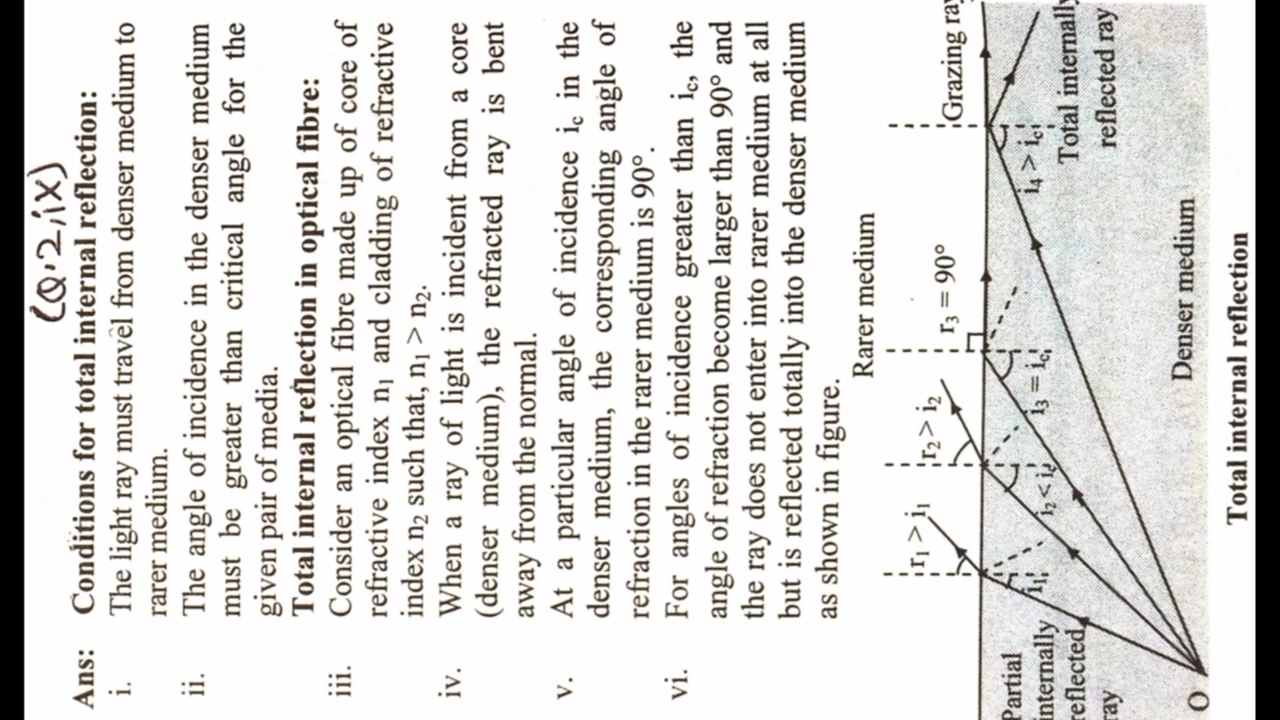 (Q.2,ix)
Ans: Conditions for total internal reflection:
i. The light ray must travel from denser medium to
rarer medium.
ii. The angle of incidence in the denser medium
must be greater than critical angle for the
given pair of media.
Total internal reflection in optical fibre:
iii. Consider an optical fibre made up of core of
refractive index n₁ and cladding of refractive
index n₂ such that, n₁ > n₂.
iv. When a ray of light is incident from a core
(denser medium), the refracted ray is bent
away from the normal.
v. At a particular angle of incidence i꜀ in the
denser medium, the corresponding angle of
refraction in the rarer medium is 90°.
vi. For angles of incidence greater than i꜀, the
angle of refraction become larger than 90° and
the ray does not enter into rarer medium at all
but is reflected totally into the denser medium
as shown in figure.
Rarer medium
r₁ > i₁
r₂ > i₂
r₃ = 90°
Grazing ray
Partial
internally
reflected
ray
i₁
i₂ < i꜀
i₃ = i꜀
i₄ > i꜀
Total internally
reflected ray
Denser medium
O
Total internal reflection